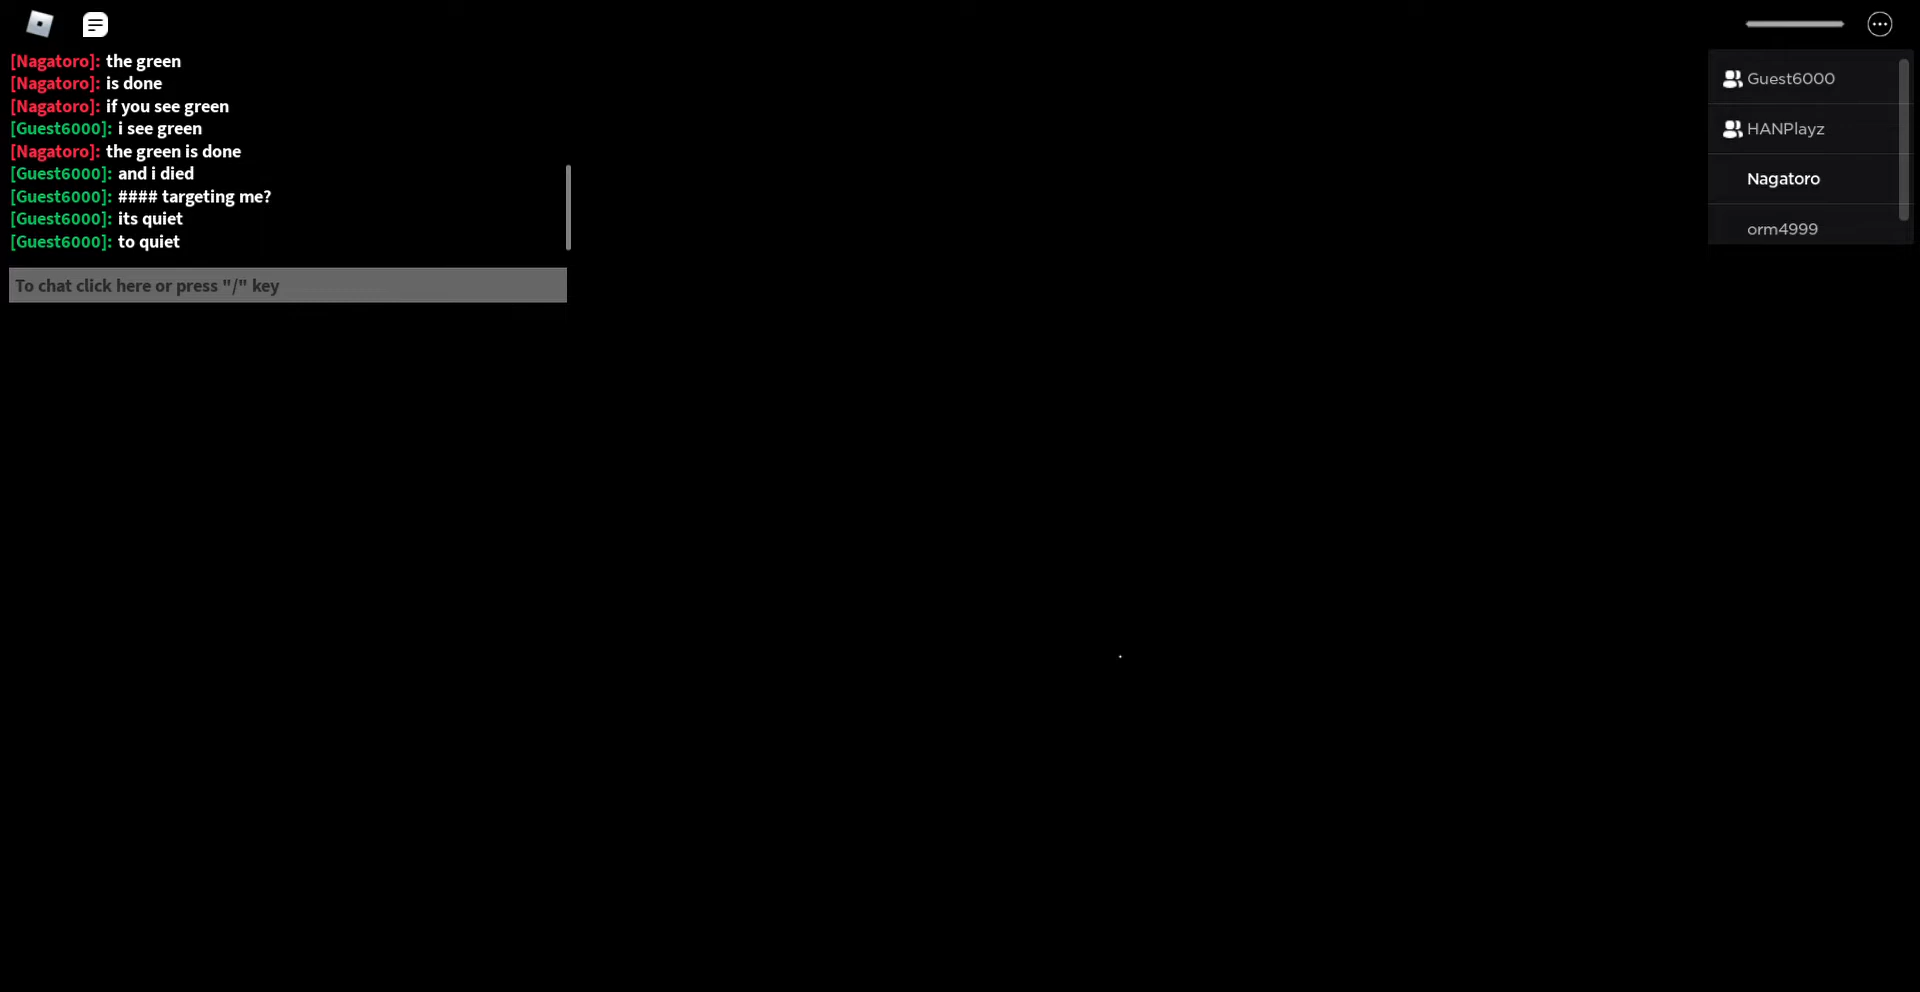 [Nagatoro]: the green
[Nagatoro]: is done
[Nagatoro]: if you see green
[Guest6000]: i see green
[Nagatoro]: the green is done
[Guest6000]: and i died
[Guest6000]: #### targeting me?
[Guest6000]: its quiet
[Guest6000]: to quiet
To chat click here or press "/" key
Guest6000
HANPlayz
Nagatoro
orm4999